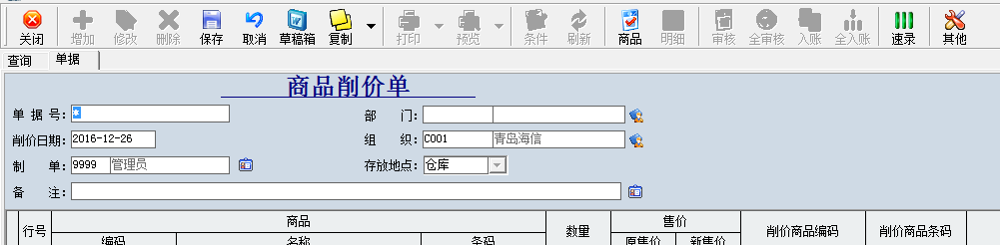 关闭 增加 修改 删除 保存 取消 草稿箱 复制 打印 预览 条件 刷新 商品 明细 审核 全审核 入账 全入账 速录 其他
查询 单据
商品削价单
单 据 号: * 部 门:
削价日期: 2016-12-26 组 织: C001 青岛海信
制 单: 9999 管理员 存放地点: 仓库
备 注:
行号 商品 数量 售价 削价商品编码 削价商品条码
编码 名称 条码 原售价 新售价